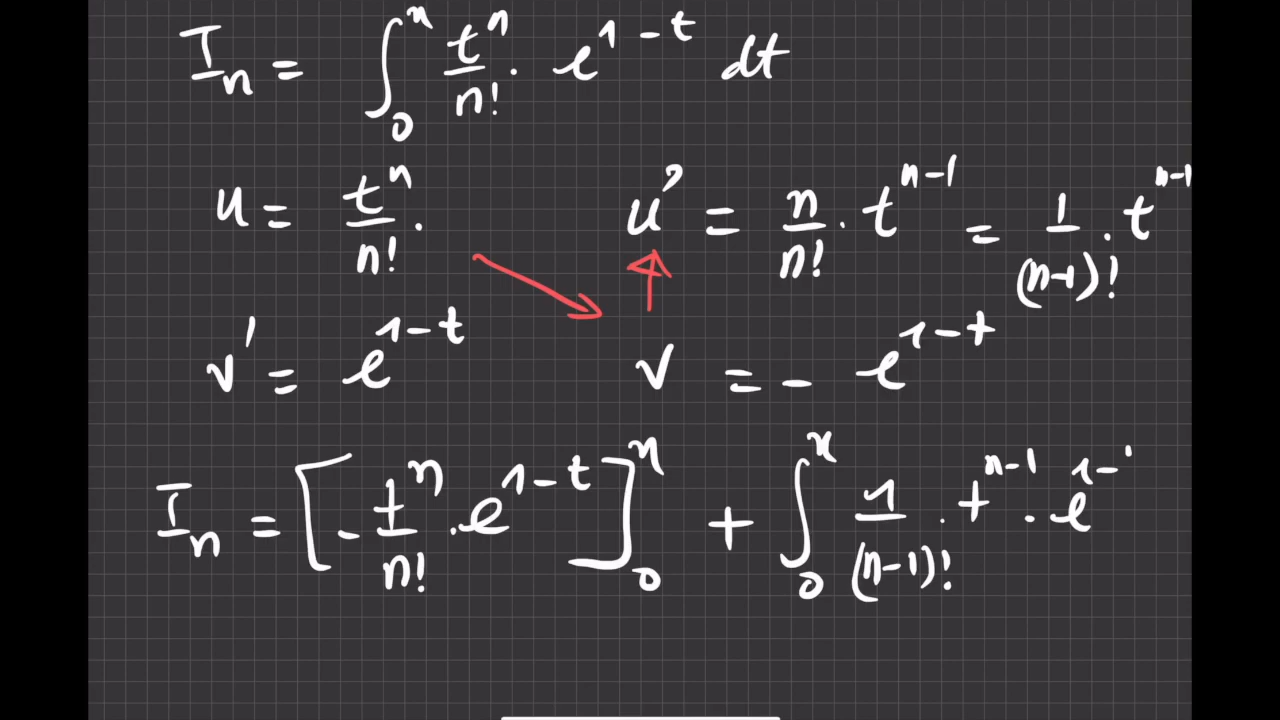 I_n = ∫_0^x t^n/n! . e^{1-t} dt
u = t^n/n! . u' = n/n! . t^{n-1} = 1/(n-1)! . t^{n-1}
v' = e^{1-t} v = - e^{1-t}
I_n = [- t^n/n! . e^{1-t}]_0^x + ∫_0^x 1/(n-1)! . t^{n-1} . e^{1-